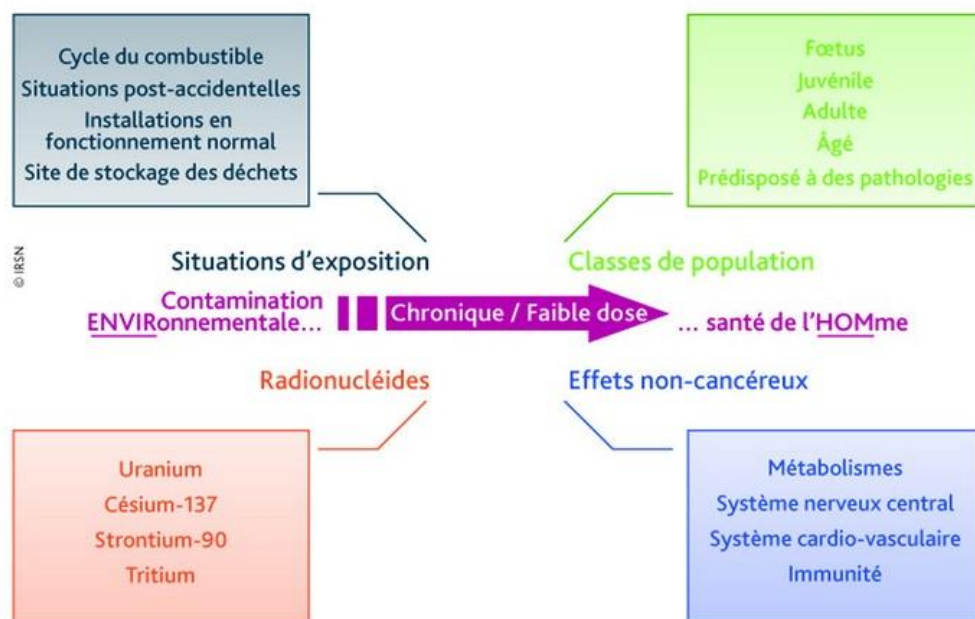 Cycle du combustible
Situations post-accidentelles
Installations en
fonctionnement normal
Site de stockage des déchets
Fœtus
Juvénile
Adulte
Âgé
Prédisposé à des pathologies
© IRSN
Situations d'exposition
Classes de population
Contamination
ENVIRonnementale...
Chronique / Faible dose
... santé de l'HOMme
Radionucléides
Effets non-cancéreux
Uranium
Césium-137
Strontium-90
Tritium
Métabolismes
Système nerveux central
Système cardio-vasculaire
Immunité